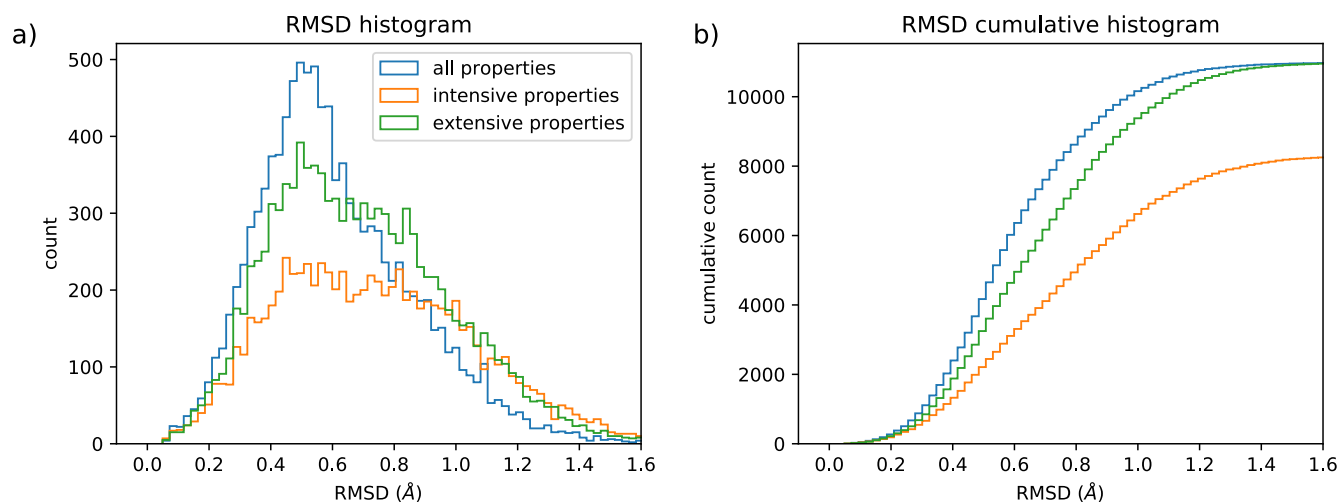 a)
RMSD histogram
500
400
300
200
100
0
count
all properties
intensive properties
extensive properties
0.0 0.2 0.4 0.6 0.8 1.0 1.2 1.4 1.6
RMSD (Å)
b)
RMSD cumulative histogram
10000
8000
6000
4000
2000
0
cumulative count
0.0 0.2 0.4 0.6 0.8 1.0 1.2 1.4 1.6
RMSD (Å)